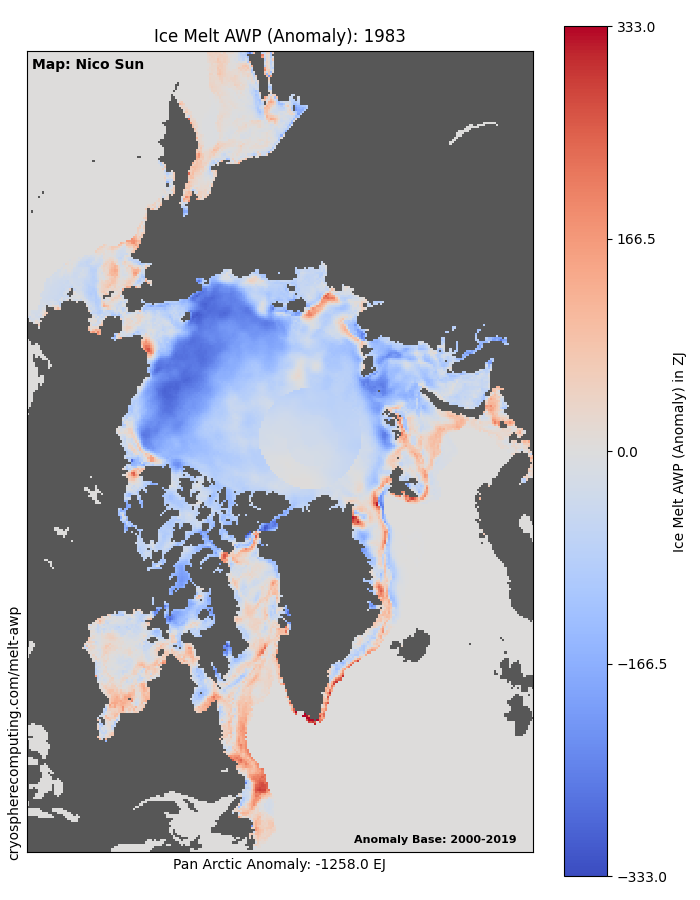 Ice Melt AWP (Anomaly): 1983
Map: Nico Sun
333.0
166.5
0.0
−166.5
−333.0
Ice Melt AWP (Anomaly) in ZJ
cryospherecomputing.com/melt-awp
Anomaly Base: 2000-2019
Pan Arctic Anomaly: -1258.0 EJ